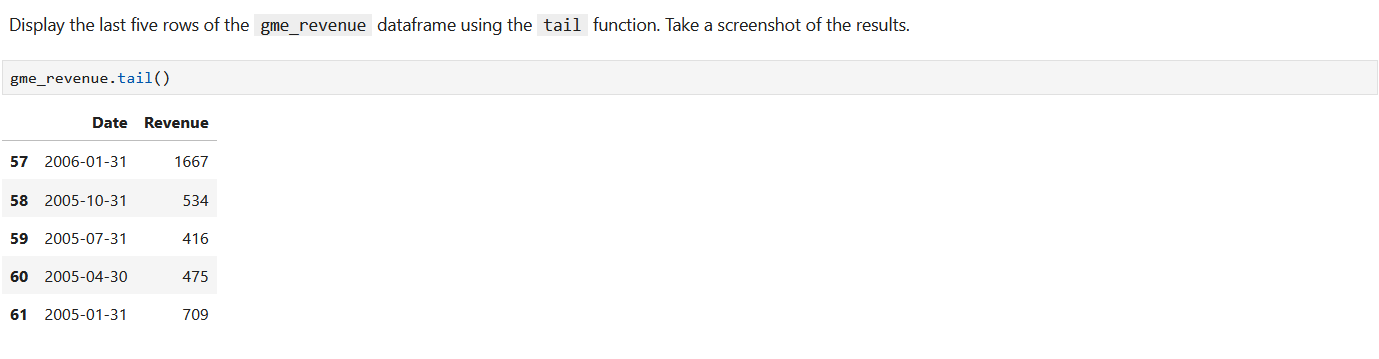 Display the last five rows of the gme_revenue dataframe using the tail function. Take a screenshot of the results.
gme_revenue.tail()
Date Revenue
57 2006-01-31 1667
58 2005-10-31 534
59 2005-07-31 416
60 2005-04-30 475
61 2005-01-31 709